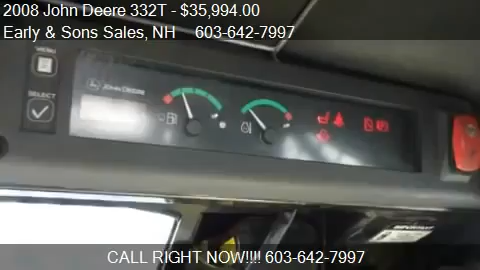 2008 John Deere 332T - $35,994.00
Early & Sons Sales, NH 603-642-7997
MENU
JOHN DEERE
SELECT
CALL RIGHT NOW!!!! 603-642-7997